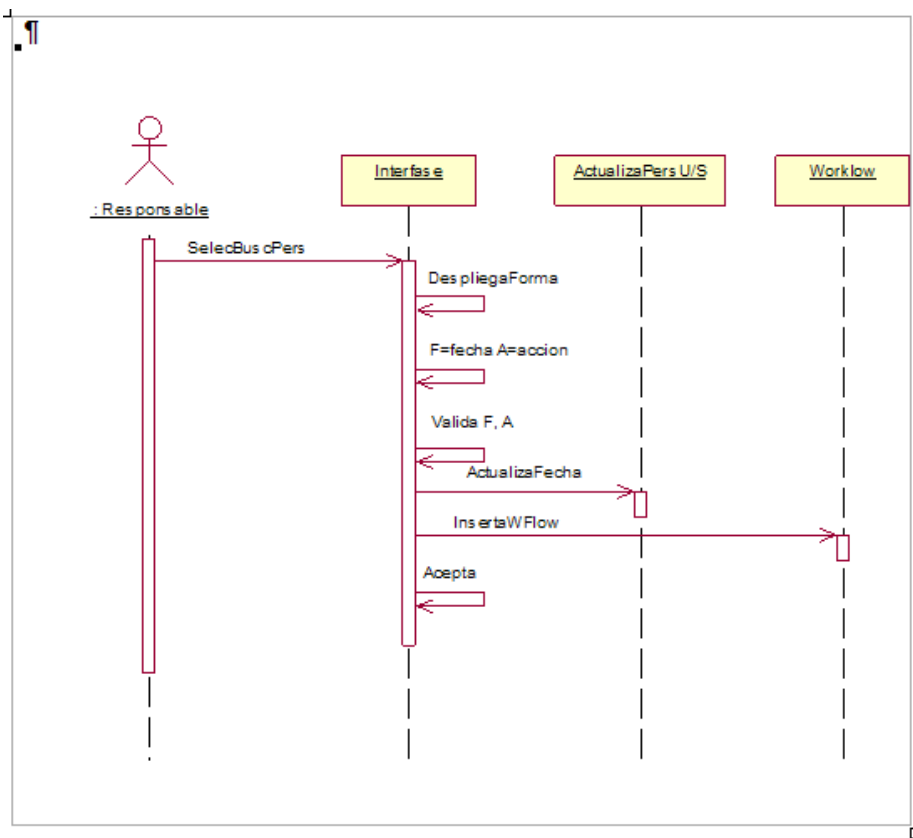 ¶
: Responsable
Interfase
ActualizaPers U/S
Worklow
SelecBuscPers
DespliegaForma
F=fecha A=accion
Valida F, A
ActualizaFecha
InsertaWFlow
Acepta